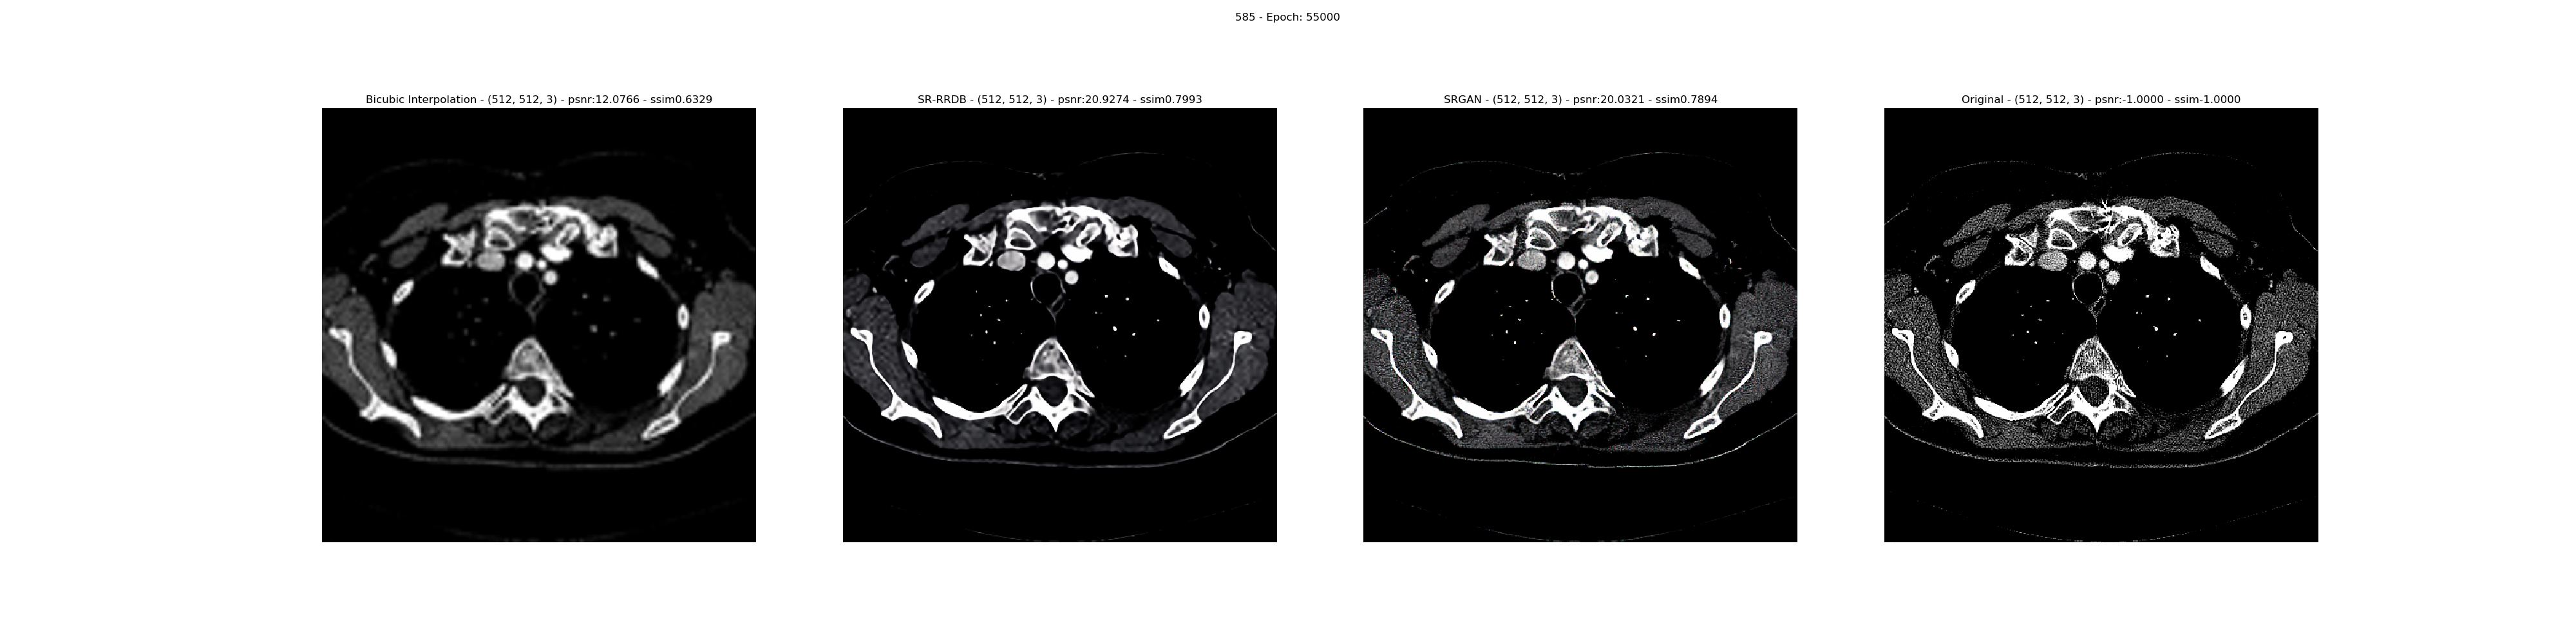 585 - Epoch: 55000
Bicubic Interpolation - (512, 512, 3) - psnr:12.0766 - ssim0.6329
SR-RRDB - (512, 512, 3) - psnr:20.9274 - ssim0.7993
SRGAN - (512, 512, 3) - psnr:20.0321 - ssim0.7894
Original - (512, 512, 3) - psnr:-1.0000 - ssim-1.0000